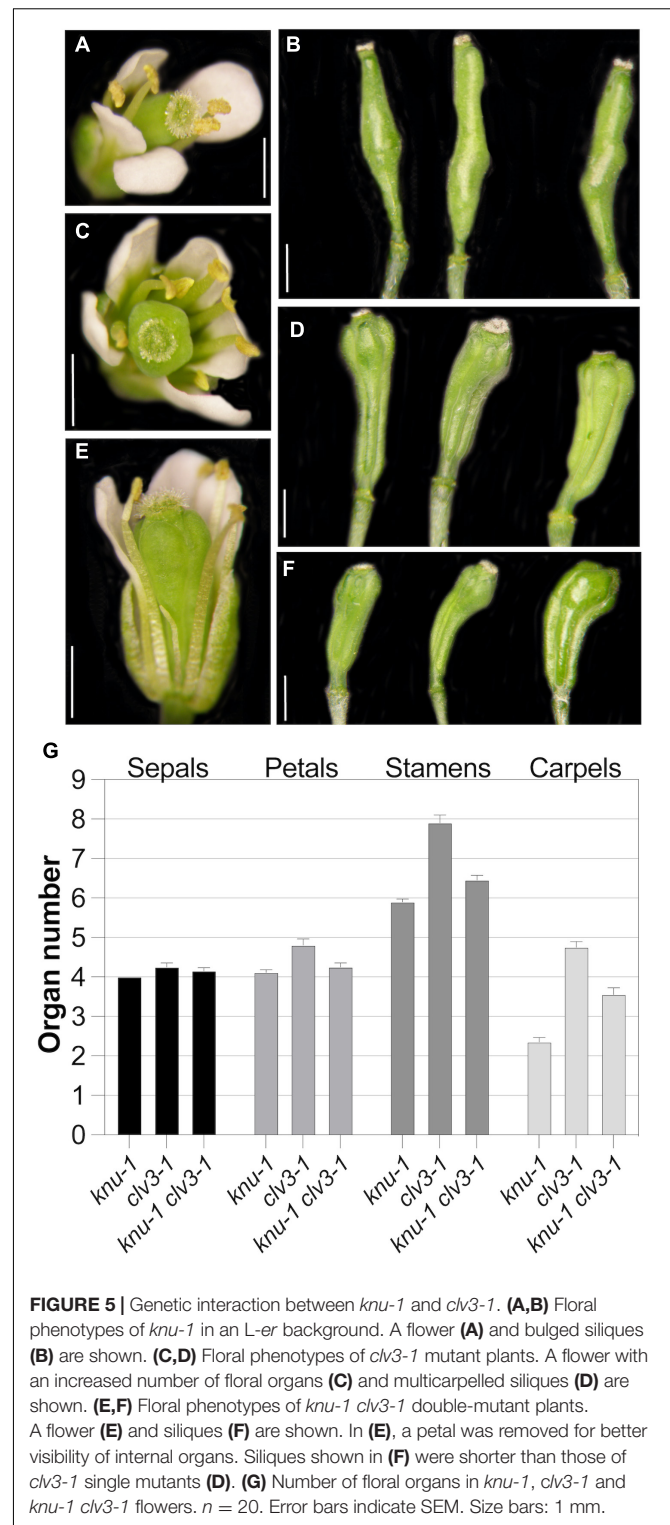 A
B
C
D
E
F
G
Sepals Petals Stamens Carpels
9
8
7
6
5
4
3
2
1
0
Organ number
knu-1 clv3-1 knu-1 clv3-1 knu-1 clv3-1 knu-1 clv3-1 knu-1 clv3-1 knu-1 clv3-1 knu-1 clv3-1 knu-1 clv3-1
FIGURE 5 | Genetic interaction between knu-1 and clv3-1. (A,B) Floral
phenotypes of knu-1 in an L-er background. A flower (A) and bulged siliques
(B) are shown. (C,D) Floral phenotypes of clv3-1 mutant plants. A flower with
an increased number of floral organs (C) and multicarpelled siliques (D) are
shown. (E,F) Floral phenotypes of knu-1 clv3-1 double-mutant plants.
A flower (E) and siliques (F) are shown. In (E), a petal was removed for better
visibility of internal organs. Siliques shown in (F) were shorter than those of
clv3-1 single mutants (D). (G) Number of floral organs in knu-1, clv3-1 and
knu-1 clv3-1 flowers. n = 20. Error bars indicate SEM. Size bars: 1 mm.